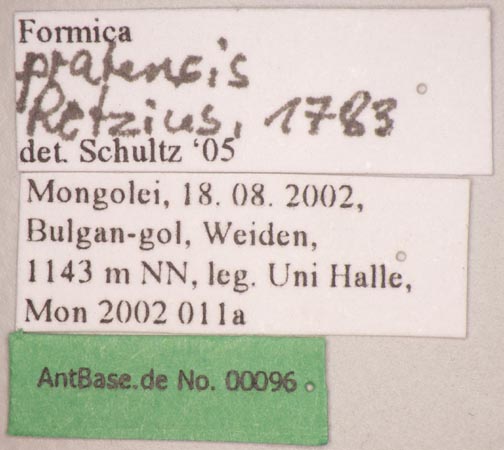 Formica
pratensis
Retzius, 1783
det. Schultz '05
Mongolei, 18. 08. 2002,
Bulgan-gol, Weiden,
1143 m NN, leg. Uni Halle,
Mon 2002 011a
AntBase.de No. 00096